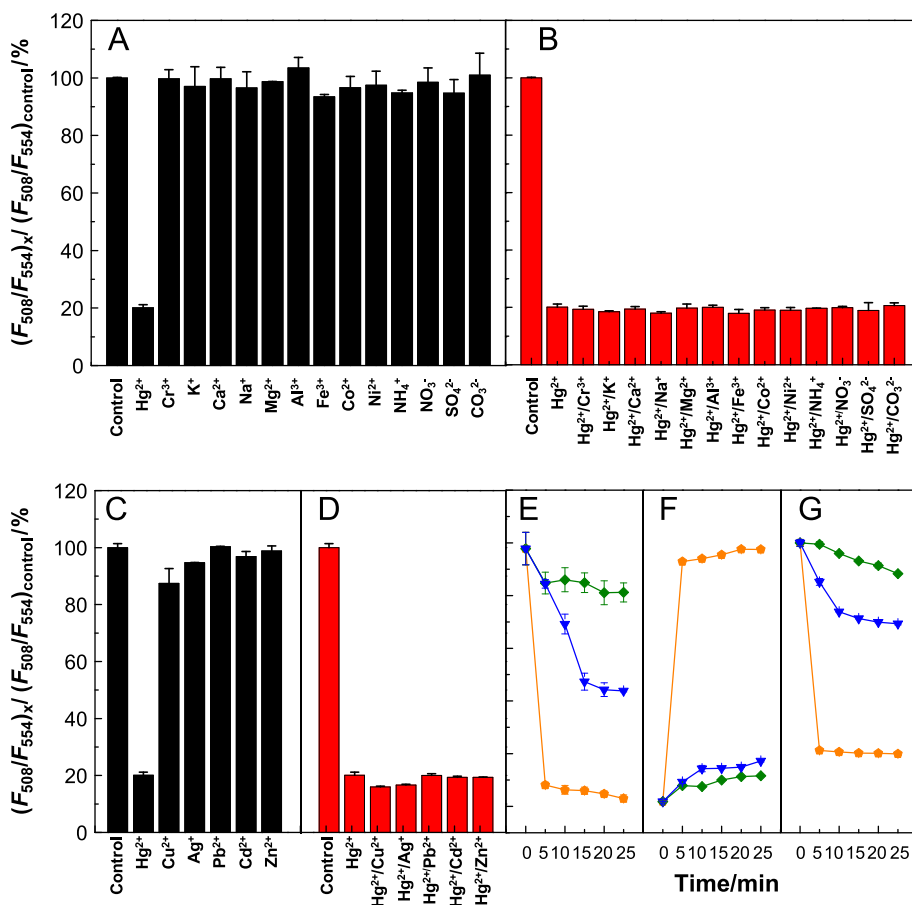 (F508/F554)x/(F508/F554)control/%
120
100
80
60
40
20
0
A
B
Control
Hg²⁺
Cr³⁺
K⁺
Ca²⁺
Na⁺
Mg²⁺
Al³⁺
Fe³⁺
Co²⁺
Ni²⁺
NH₄⁺
NO₃⁻
SO₄²⁻
CO₃²⁻
Control
Hg²⁺
Hg²⁺/Cr³⁺
Hg²⁺/K⁺
Hg²⁺/Ca²⁺
Hg²⁺/Na⁺
Hg²⁺/Mg²⁺
Hg²⁺/Al³⁺
Hg²⁺/Fe³⁺
Hg²⁺/Co²⁺
Hg²⁺/Ni²⁺
Hg²⁺/NH₄⁺
Hg²⁺/NO₃⁻
Hg²⁺/SO₄²⁻
Hg²⁺/CO₃²⁻
(F₅₀₈/F₅₅₄)x/(F₅₀₈/F₅₅₄)control/%
120
100
80
60
40
20
0
C
D
E
F
G
Control
Hg²⁺
Cu²⁺
Ag⁺
Pb²⁺
Cd²⁺
Zn²⁺
Control
Hg²⁺
Hg²⁺/Cu²⁺
Hg²⁺/Ag⁺
Hg²⁺/Pb²⁺
Hg²⁺/Cd²⁺
Hg²⁺/Zn²⁺
0 5 10 15 20 25
0 5 10 15 20 25
0 5 10 15 20 25
Time/min